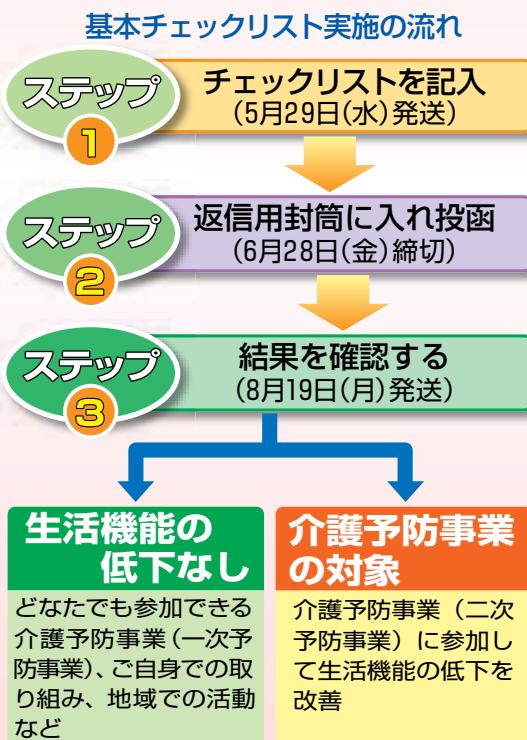 基本チェックリスト実施の流れ
ステップ
1
チェックリストを記入
(5月29日(水)発送)
ステップ
2
返信用封筒に入れ投函
(6月28日(金)締切)
ステップ
3
結果を確認する
(8月19日(月)発送)
生活機能の
低下なし
どなたでも参加できる
介護予防事業(一次予
防事業)、ご自身での取
り組み、地域での活動
など
介護予防事業
の対象
介護予防事業（二次
予防事業）に参加し
て生活機能の低下を
改善